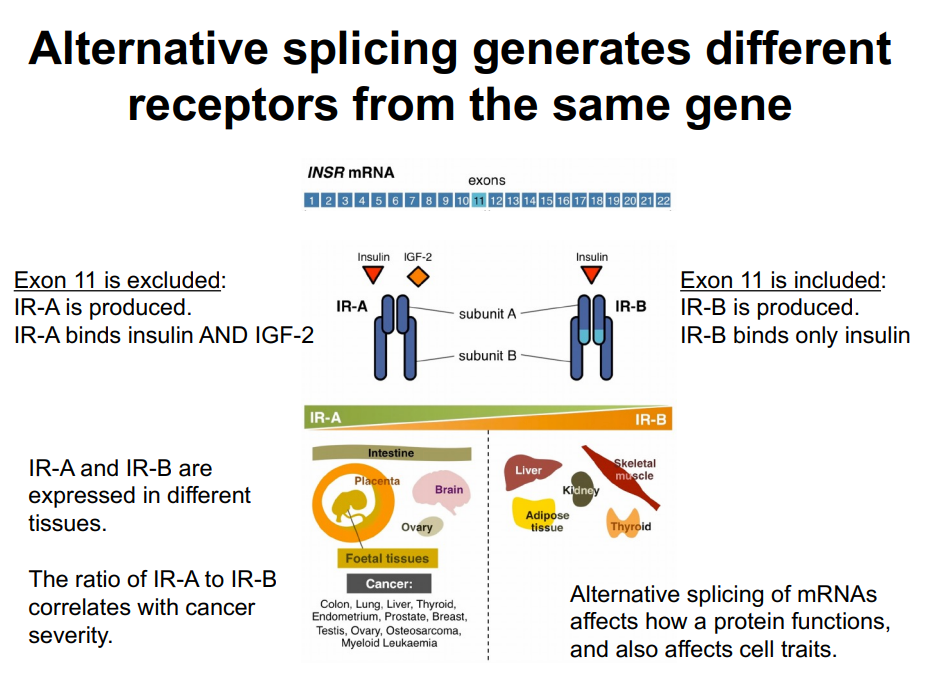 Alternative splicing generates different
receptors from the same gene
INSR mRNA
exons
1 2 3 4 5 6 7 8 9 10 11 12 13 14 15 16 17 18 19 20 21 22
Exon 11 is excluded:
IR-A is produced.
IR-A binds insulin AND IGF-2
Insulin IGF-2
IR-A
subunit A
subunit B
Insulin
IR-B
Exon 11 is included:
IR-B is produced.
IR-B binds only insulin
IR-A
IR-B
IR-A and IR-B are
expressed in different
tissues.
The ratio of IR-A to IR-B
correlates with cancer
severity.
Intestine
Placenta
Brain
Ovary
Foetal tissues
Cancer:
Colon, Lung, Liver, Thyroid,
Endometrium, Prostate, Breast,
Testis, Ovary, Osteosarcoma,
Myeloid Leukaemia
Liver
Skeletal
muscle
Kidney
Adipose
tissue
Thyroid
Alternative splicing of mRNAs
affects how a protein functions,
and also affects cell traits.